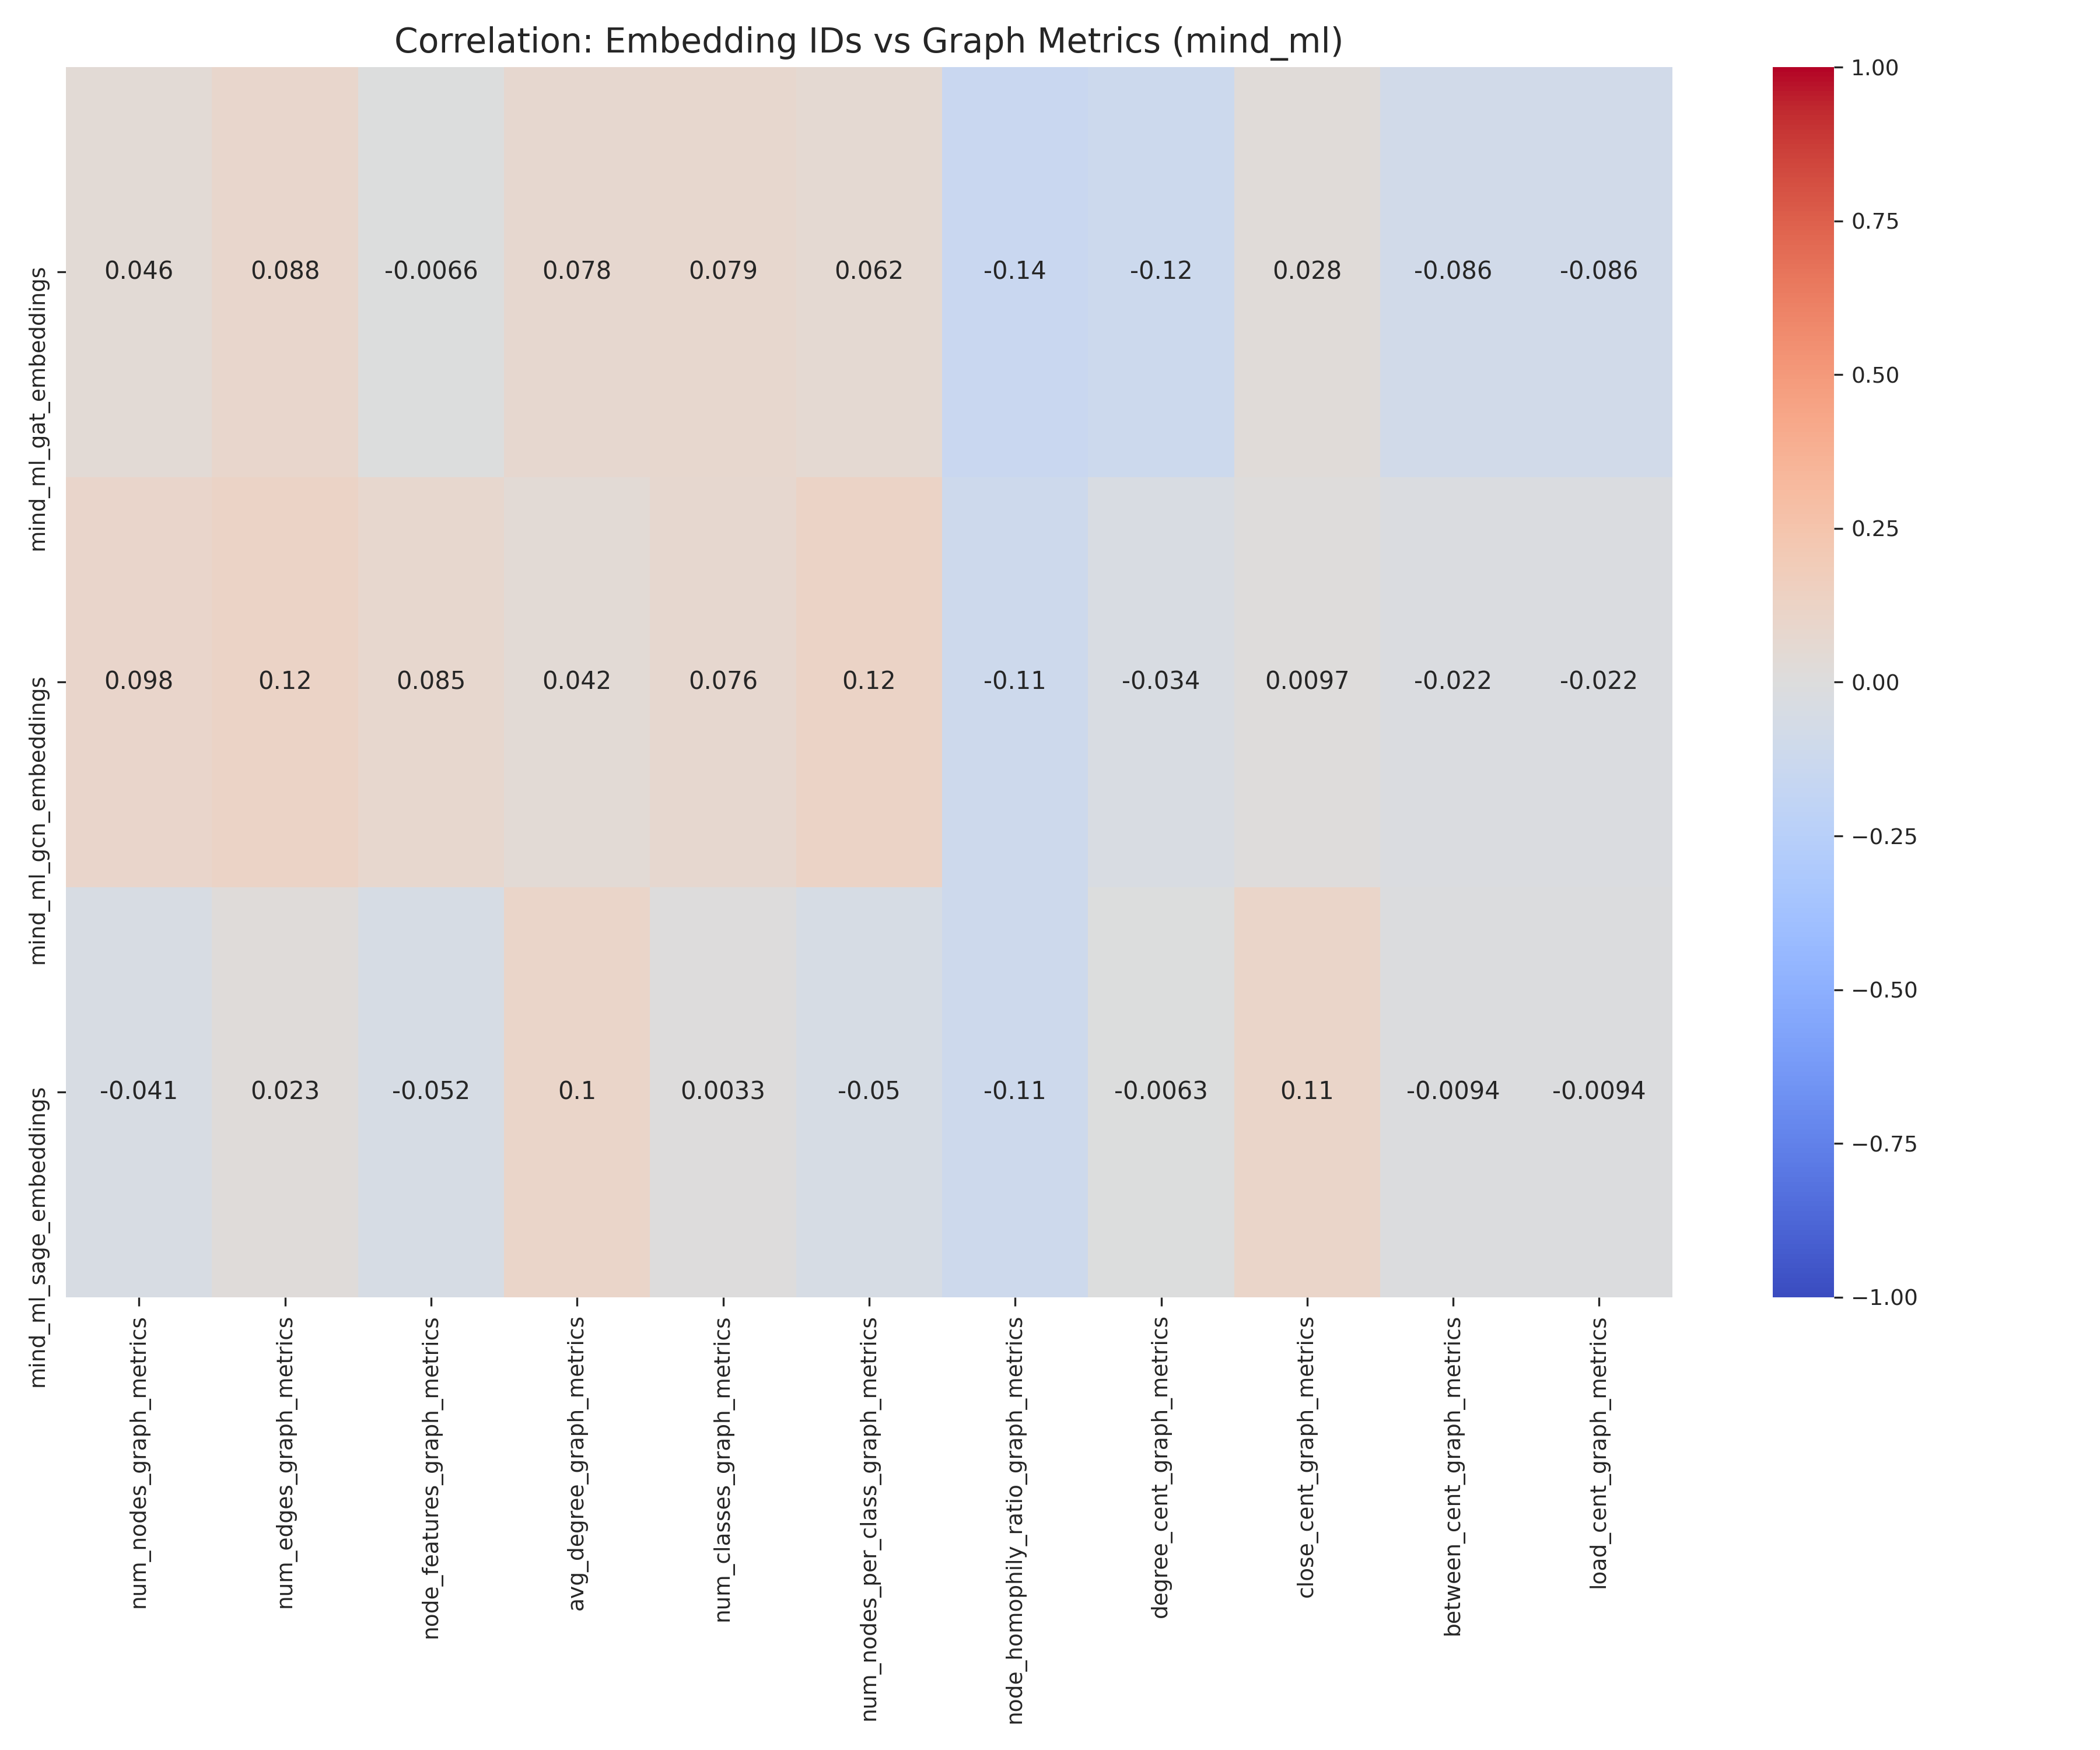 Correlation: Embedding IDs vs Graph Metrics (mind_ml)
mind_ml_gat_embeddings
0.046 0.088 -0.0066 0.078 0.079 0.062 -0.14 -0.12 0.028 -0.086 -0.086
mind_ml_gcn_embeddings
0.098 0.12 0.085 0.042 0.076 0.12 -0.11 -0.034 0.0097 -0.022 -0.022
mind_ml_sage_embeddings
-0.041 0.023 -0.052 0.1 0.0033 -0.05 -0.11 -0.0063 0.11 -0.0094 -0.0094
num_nodes_graph_metrics
num_edges_graph_metrics
node_features_graph_metrics
avg_degree_graph_metrics
num_classes_graph_metrics
num_nodes_per_class_graph_metrics
node_homophily_ratio_graph_metrics
degree_cent_graph_metrics
close_cent_graph_metrics
between_cent_graph_metrics
load_cent_graph_metrics
1.00
0.75
0.50
0.25
0.00
−0.25
−0.50
−0.75
−1.00